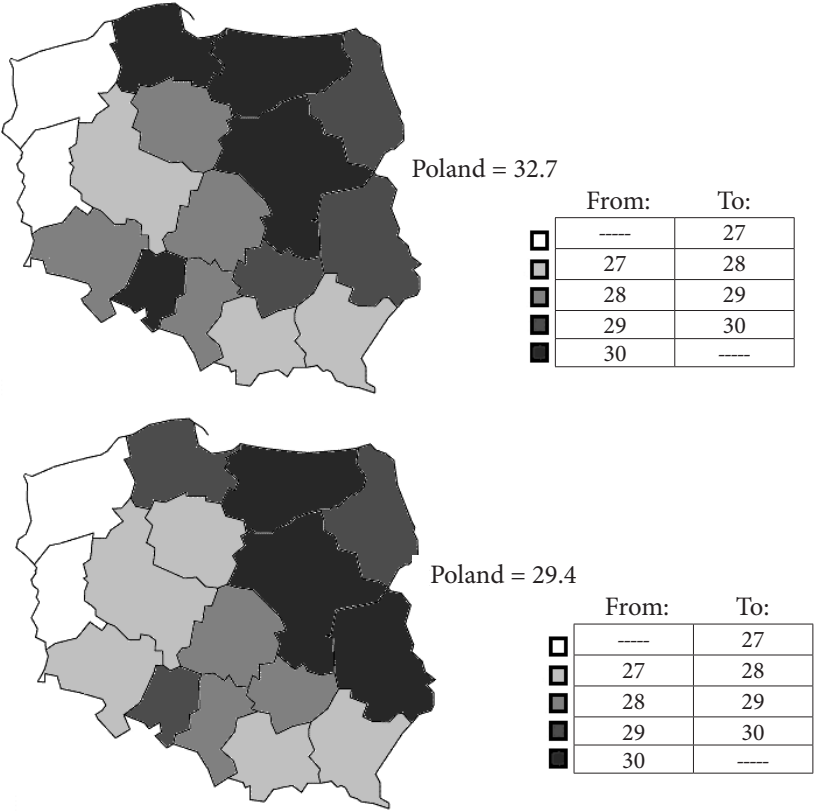 Poland = 32.7
From: To:
----- 27
27 28
28 29
29 30
30 -----
Poland = 29.4
From: To:
----- 27
27 28
28 29
29 30
30 -----